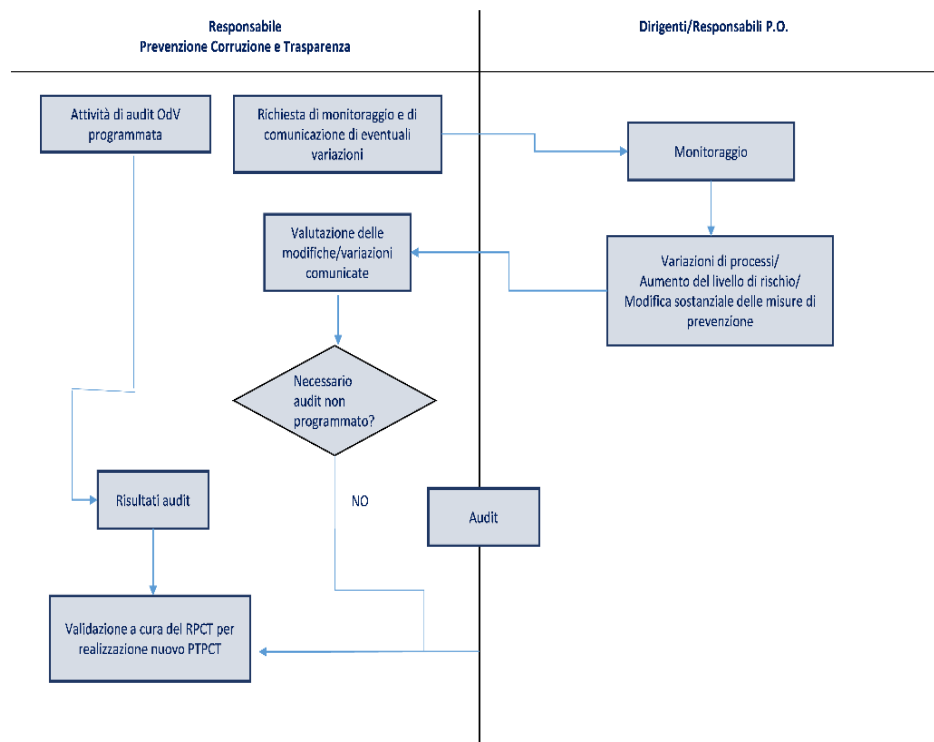 Responsabile
Prevenzione Corruzione e Trasparenza
Dirigenti/Responsabili P.O.
Attività di audit OdV
programmata
Richiesta di monitoraggio e di
comunicazione di eventuali
variazioni
Monitoraggio
Valutazione delle
modifiche/variazioni
comunicate
Variazioni di processi/
Aumento del livello di rischio/
Modifica sostanziale delle misure di
prevenzione
Necessario
audit non
programmato?
Risultati audit
NO
Audit
Validazione a cura del RPCT per
realizzazione nuovo PTPCT